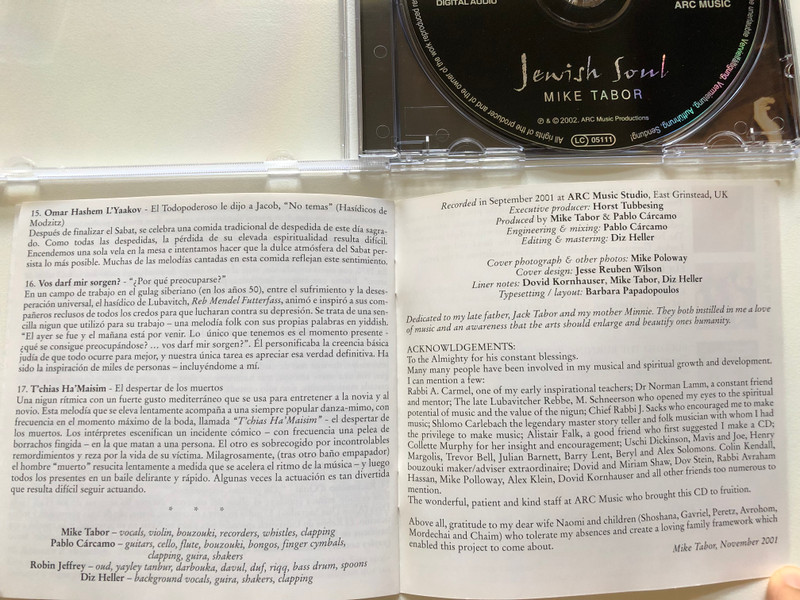 DIGITAL AUDIO
ARC MUSIC
Jewish Soul
MIKE TABOR
℗ & © 2002. ARC Music Productions
LC 05111
All rights of the producer and of the owner of the work reproduced
unerlaubte Vervielfältigung, Vermietung, Aufführung, Sendung!
15. Omar Hashem L'Yaakov - El Todopoderoso le dijo a Jacob, "No temas" (Hasídicos de
Modzitz)
Después de finalizar el Sabat, se celebra una comida tradicional de despedida de este día sagra-
do. Como todas las despedidas, la pérdida de su elevada espiritualidad resulta difícil.
Encendemos una sola vela en la mesa e intentamos hacer que la dulce atmósfera del Sabat per-
sista lo más posible. Muchas de las melodías cantadas en esta comida reflejan este sentimiento.
16. Vos darf mir sorgen? - "¿Por qué preocuparse?"
En un campo de trabajo en el gulag siberiano (en los años 50), entre el sufrimiento y la deses-
peración universal, el hasídico de Lubavitch, Reb Mendel Futterfass, animó e inspiró a sus com-
pañeros reclusos de todos los credos para que lucharan contra su depresión. Se trata de una sen-
cilla nigun que utilizó para su trabajo – una melodía folk con sus propias palabras en yiddish.
"El ayer se fue y el mañana está por venir. Lo único que tenemos es el momento presente -
¿qué se consigue preocupándose? ... vos darf mir sorgen?". Él personificaba la creencia básica
judía de que todo ocurre para mejor, y nuestra única tarea es apreciar esa verdad definitiva. Ha
sido la inspiración de miles de personas – incluyéndome a mí.
17. T'chias Ha'Maisim - El despertar de los muertos
Una nigun rítmica con un fuerte gusto mediterráneo que se usa para entretener a la novia y al
novio. Esta melodía que se eleva lentamente acompaña a una siempre popular danza-mimo, con
frecuencia en el momento máximo de la boda, llamada "T'chias Ha'Maisim" - el despertar de
los muertos. Los intérpretes escenifican un incidente cómico – con frecuencia una pelea de
borrachos fingida – en la que matan a una persona. El otro es sobrecogido por incontrolables
remordimientos y reza por la vida de su víctima. Milagrosamente, (tras otro baño empapador)
el hombre "muerto" resucita lentamente a medida que se acelera el ritmo de la música – y luego
todos los presentes en un baile delirante y rápido. Algunas veces la actuación es tan divertida
que resulta difícil seguir actuando.
* * *
Mike Tabor – vocals, violin, bouzouki, recorders, whistles, clapping
Pablo Cárcamo – guitars, cello, flute, bouzouki, bongos, finger cymbals,
clapping, guira, shakers
Robin Jeffrey – oud, yayley tanbur, darbouka, davul, duf, riqq, bass drum, spoons
Diz Heller – background vocals, guira, shakers, clapping
Recorded in September 2001 at ARC Music Studio, East Grinstead, UK
Executive producer: Horst Tubbesing
Produced by Mike Tabor & Pablo Cárcamo
Engineering & mixing: Pablo Cárcamo
Editing & mastering: Diz Heller
Cover photograph & other photos: Mike Poloway
Cover design: Jesse Reuben Wilson
Liner notes: Dovid Kornhauser, Mike Tabor, Diz Heller
Typesetting / layout: Barbara Papadopoulos
Dedicated to my late father, Jack Tabor and my mother Minnie. They both instilled in me a love
of music and an awareness that the arts should enlarge and beautify ones humanity.
ACKNOWLDGEMENTS:
To the Almighty for his constant blessings.
Many many people have been involved in my musical and spiritual growth and development.
I can mention a few:
Rabbi A. Carmel, one of my early inspirational teachers; Dr Norman Lamm, a constant friend
and mentor; The late Lubavitcher Rebbe, M. Schneerson who opened my eyes to the spiritual
potential of music and the value of the nigun; Chief Rabbi J. Sacks who encouraged me to make
music; Shlomo Carlebach the legendary master story teller and folk musician with whom I had
the privilege to make music; Alistair Falk, a good friend who first suggested I make a CD;
Collette Murphy for her insight and encouragement; Uschi Dickinson, Mavis and Joe, Henry
Margolis, Trevor Bell, Julian Barnett, Barry Lent, Beryl and Alex Solomons. Colin Kendall,
bouzouki maker/adviser extraordinaire; Dovid and Miriam Shaw, Dov Stein, Rabbi Avraham
Hassan, Mike Polloway, Alex Klein, Dovid Kornhauser and all other friends too numerous to
mention.
The wonderful, patient and kind staff at ARC Music who brought this CD to fruition.
Above all, gratitude to my dear wife Naomi and children (Shoshana, Gavriel, Peretz, Avrohom,
Mordechai and Chaim) who tolerate my absences and create a loving family framework which
enabled this project to come about.
Mike Tabor, November 2001